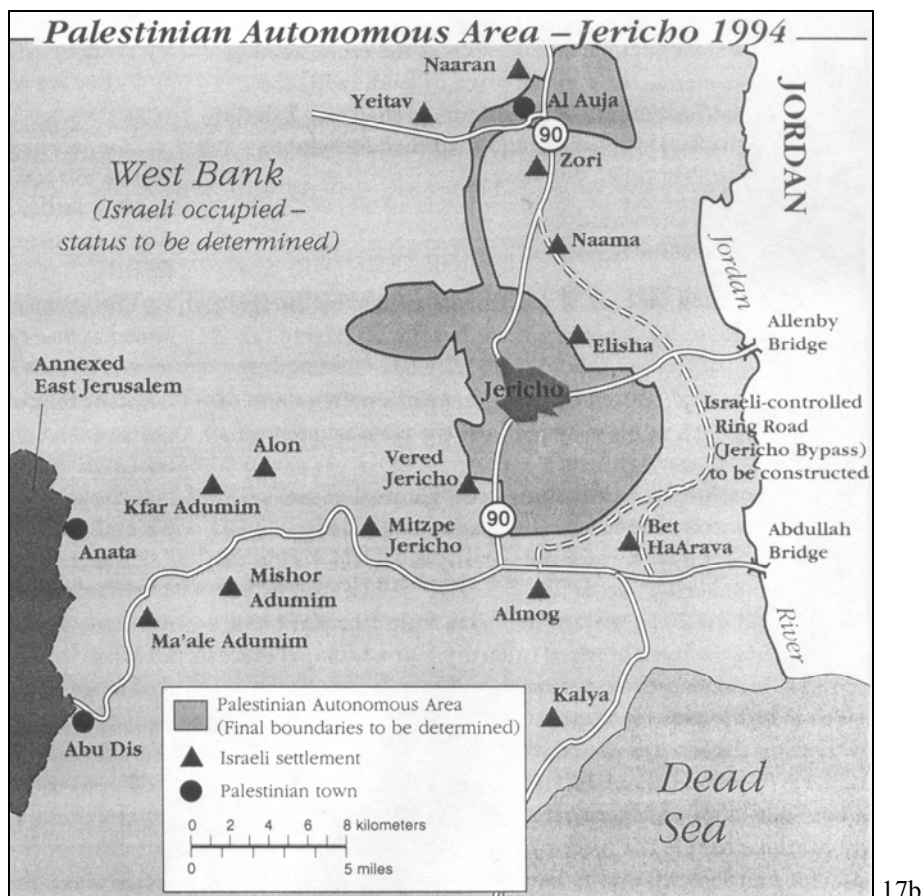 Palestinian Autonomous Area – Jericho 1994
Naaran
Yeitav
Al Auja
90
Zori
JORDAN
West Bank
(Israeli occupied –
status to be determined)
Naama
Jordan
Elisha
Allenby
Bridge
Annexed
East Jerusalem
Jericho
Israeli-controlled
Ring Road
(Jericho Bypass)
to be constructed
Alon
Vered
Jericho
Kfar Adumim
90
Mitzpe
Jericho
Bet
HaArava
Abdullah
Bridge
Anata
Mishor
Adumim
Almog
Ma'ale Adumim
River
Kalya
Abu Dis
Palestinian Autonomous Area
(Final boundaries to be determined)
Israeli settlement
Palestinian town
0 2 4 6 8 kilometers
0 5 miles
Dead
Sea
17b